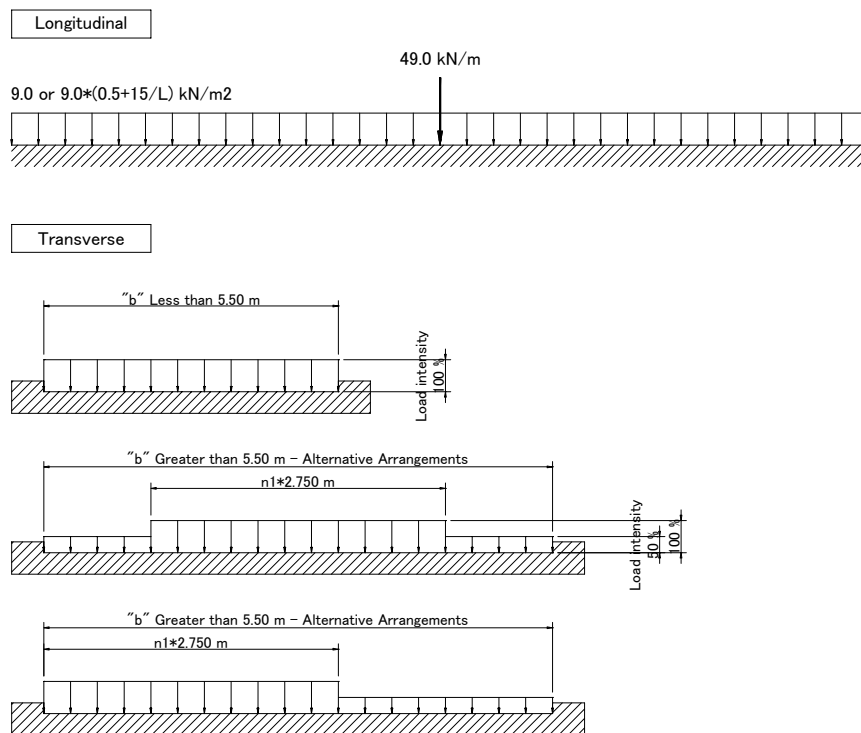 Longitudinal
49.0 kN/m
9.0 or 9.0*(0.5+15/L) kN/m2
Transverse
"b" Less than 5.50 m
Load intensity
100 %
"b" Greater than 5.50 m - Alternative Arrangements
n1*2.750 m
Load intensity
50 %
100 %
"b" Greater than 5.50 m - Alternative Arrangements
n1*2.750 m